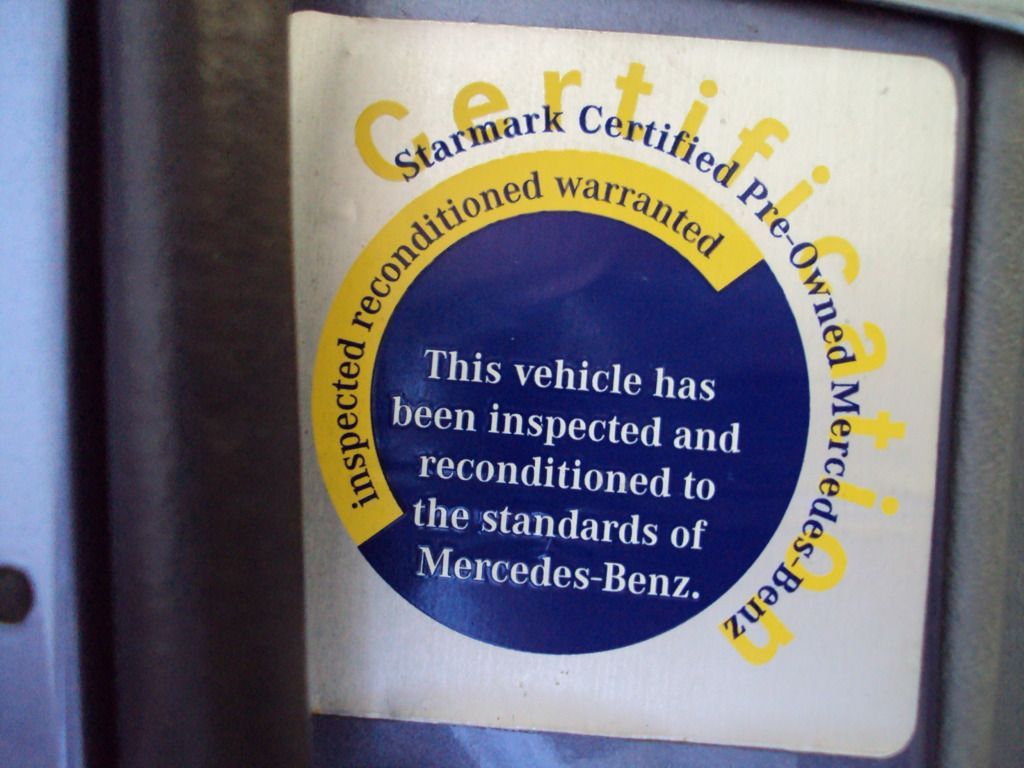 Certification
Starmark Certified Pre-Owned Mercedes-Benz
inspected reconditioned warranted
This vehicle has
been inspected and
reconditioned to
the standards of
Mercedes-Benz.